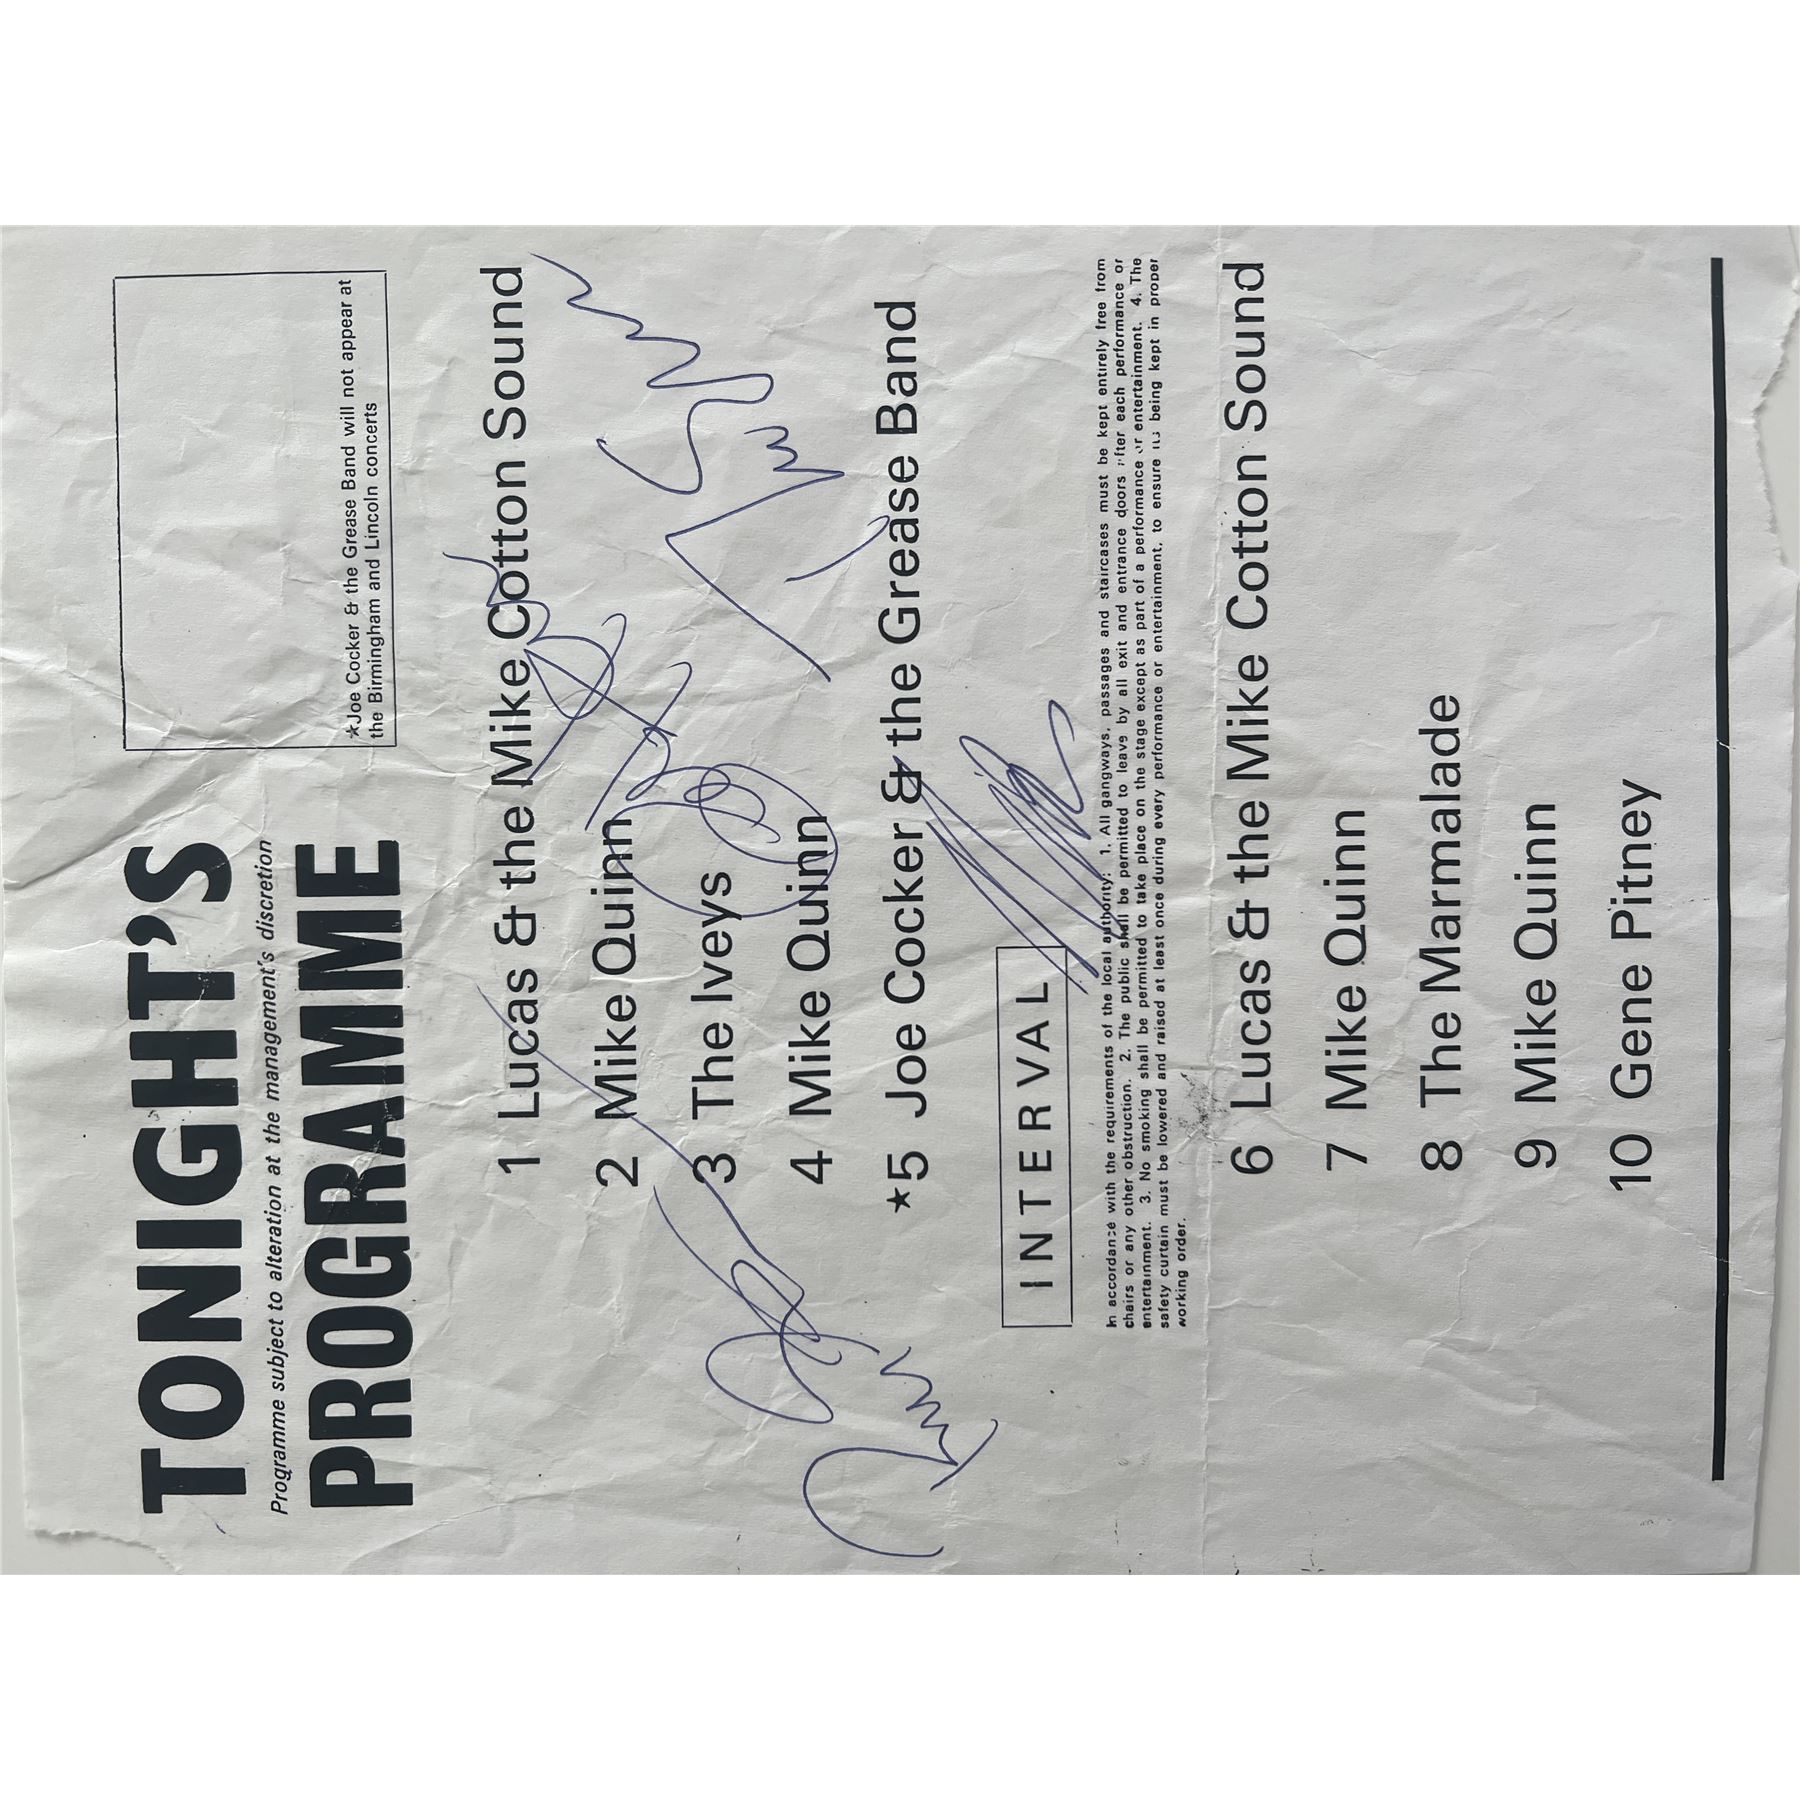 TONIGHT'S
Programme subject to alteration at the management's discretion
PROGRAMME
*Joe Cocker & the Grease Band will not appear at
the Birmingham and Lincoln concerts
1 Lucas & the Mike Cotton Sound
2 Mike Quinn
3 The Iveys
4 Mike Quinn
*5 Joe Cocker & the Grease Band
INTERVAL
In accordance with the requirements of the local authority: 1. All gangways, passages and staircases must be kept entirely free from
chairs or any other obstruction. 2. The public shall be permitted to leave by all exit and entrance doors after each performance or
entertainment. 3. No smoking shall be permitted to take place on the stage except as part of a performance or entertainment. 4. The
safety curtain must be lowered and raised at least once during every performance or entertainment, to ensure its being kept in proper
working order.
6 Lucas & the Mike Cotton Sound
7 Mike Quinn
8 The Marmalade
9 Mike Quinn
10 Gene Pitney